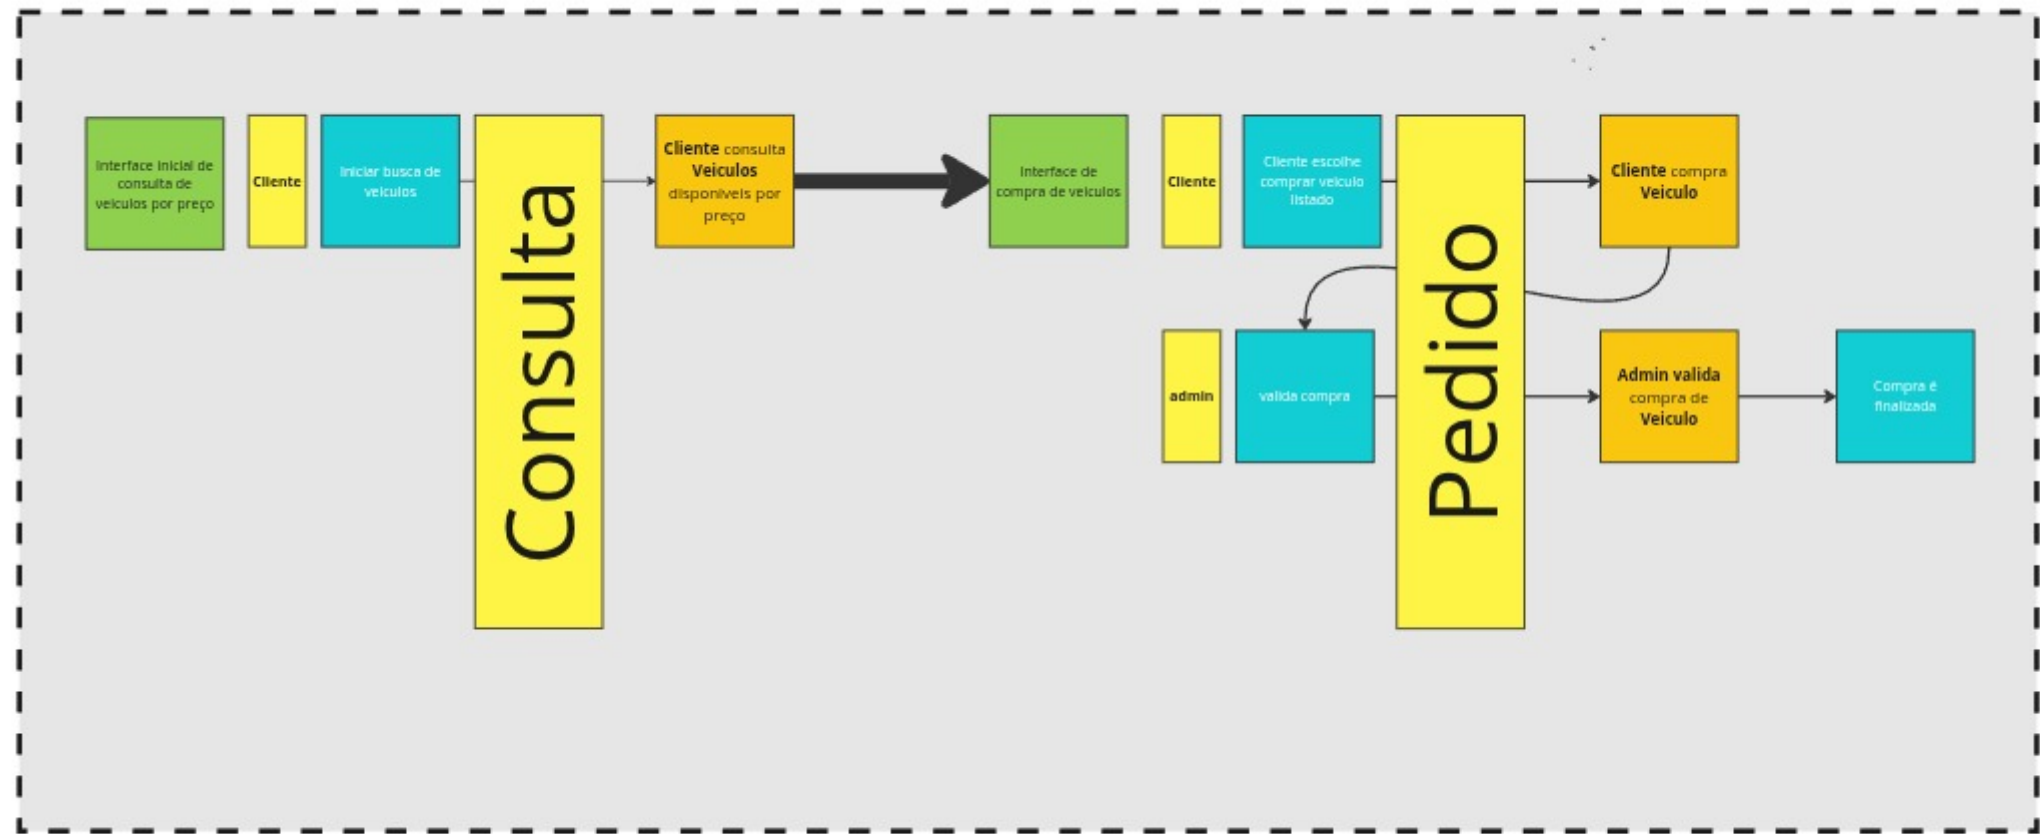 Interface inicial de
consulta de
veiculos por preço
Cliente
Iniciar busca de
veiculos
Consulta
Cliente consulta
Veiculos
disponiveis por
preço
Interface de
compra de veiculos
Cliente
Cliente escolhe
comprar veiculo
listado
Pedido
Cliente compra
Veiculo
admin
valida compra
Admin valida
compra de
Veiculo
Compra é
finalizada